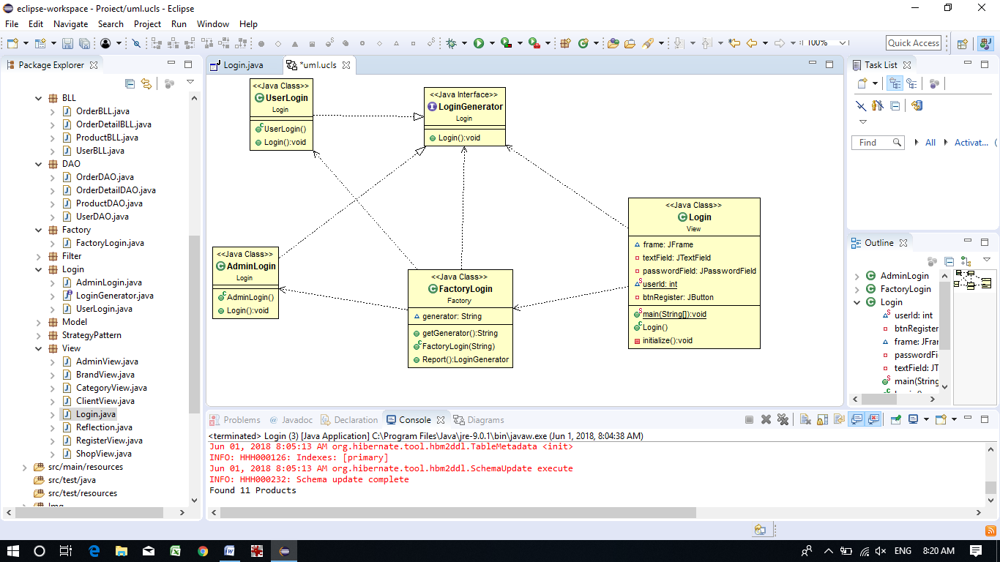 eclipse-workspace - Project/uml.ucls - Eclipse
File Edit Navigate Search Project Run Window Help
100%
Quick Access
Package Explorer
BLL
OrderBLL.java
OrderDetailBLL.java
ProductBLL.java
UserBLL.java
DAO
OrderDAO.java
OrderDetailDAO.java
ProductDAO.java
UserDAO.java
Factory
FactoryLogin.java
Filter
Login
AdminLogin.java
LoginGenerator.java
UserLogin.java
Model
StrategyPattern
View
AdminView.java
BrandView.java
CategoryView.java
ClientView.java
Login.java
Reflection.java
RegisterView.java
ShopView.java
src/main/resources
src/test/java
src/test/resources
Img
Login.java
*uml.ucls
<<Java Class>>
UserLogin
Login
UserLogin()
Login():void
<<Java Interface>>
LoginGenerator
Login
Login():void
<<Java Class>>
AdminLogin
Login
AdminLogin()
Login():void
<<Java Class>>
FactoryLogin
Factory
generator: String
getGenerator():String
FactoryLogin(String)
Report():LoginGenerator
<<Java Class>>
Login
View
frame: JFrame
textField: JTextField
passwordField: JPasswordField
userId: int
btnRegister: JButton
main(String[]):void
Login()
initialize():void
Task List
Find
All
Activat...
Outline
AdminLogin
FactoryLogin
Login
userId: int
btnRegister
frame: JFra
passwordFi
textField: JT
main(String
Problems
Javadoc
Declaration
Console
Diagrams
<terminated> Login (3) [Java Application] C:\Program Files\Java\jre-9.0.1\bin\javaw.exe (Jun 1, 2018, 8:04:38 AM)
Jun 01, 2018 8:05:13 AM org.hibernate.tool.hbm2ddl.TableMetadata <init>
INFO: HHH000126: Indexes: [primary]
Jun 01, 2018 8:05:13 AM org.hibernate.tool.hbm2ddl.SchemaUpdate execute
INFO: HHH000232: Schema update complete
Found 11 Products
ENG
8:20 AM